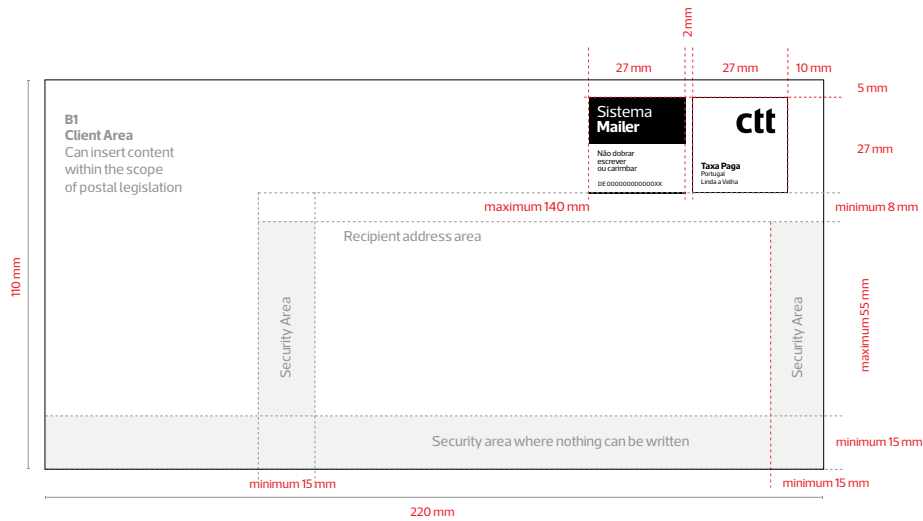 2 mm
27 mm
27 mm
10 mm
5 mm
B1
Client Area
Can insert content
within the scope
of postal legislation
Sistema
Mailer
Não dobrar
escrever
ou carimbar
DE00000000000000XX
ctt
Taxa Paga
Portugal
Linda a Velha
27 mm
maximum 140 mm
minimum 8 mm
Recipient address area
110 mm
Security Area
Security Area
maximum 55 mm
Security area where nothing can be written
minimum 15 mm
minimum 15 mm
minimum 15 mm
220 mm